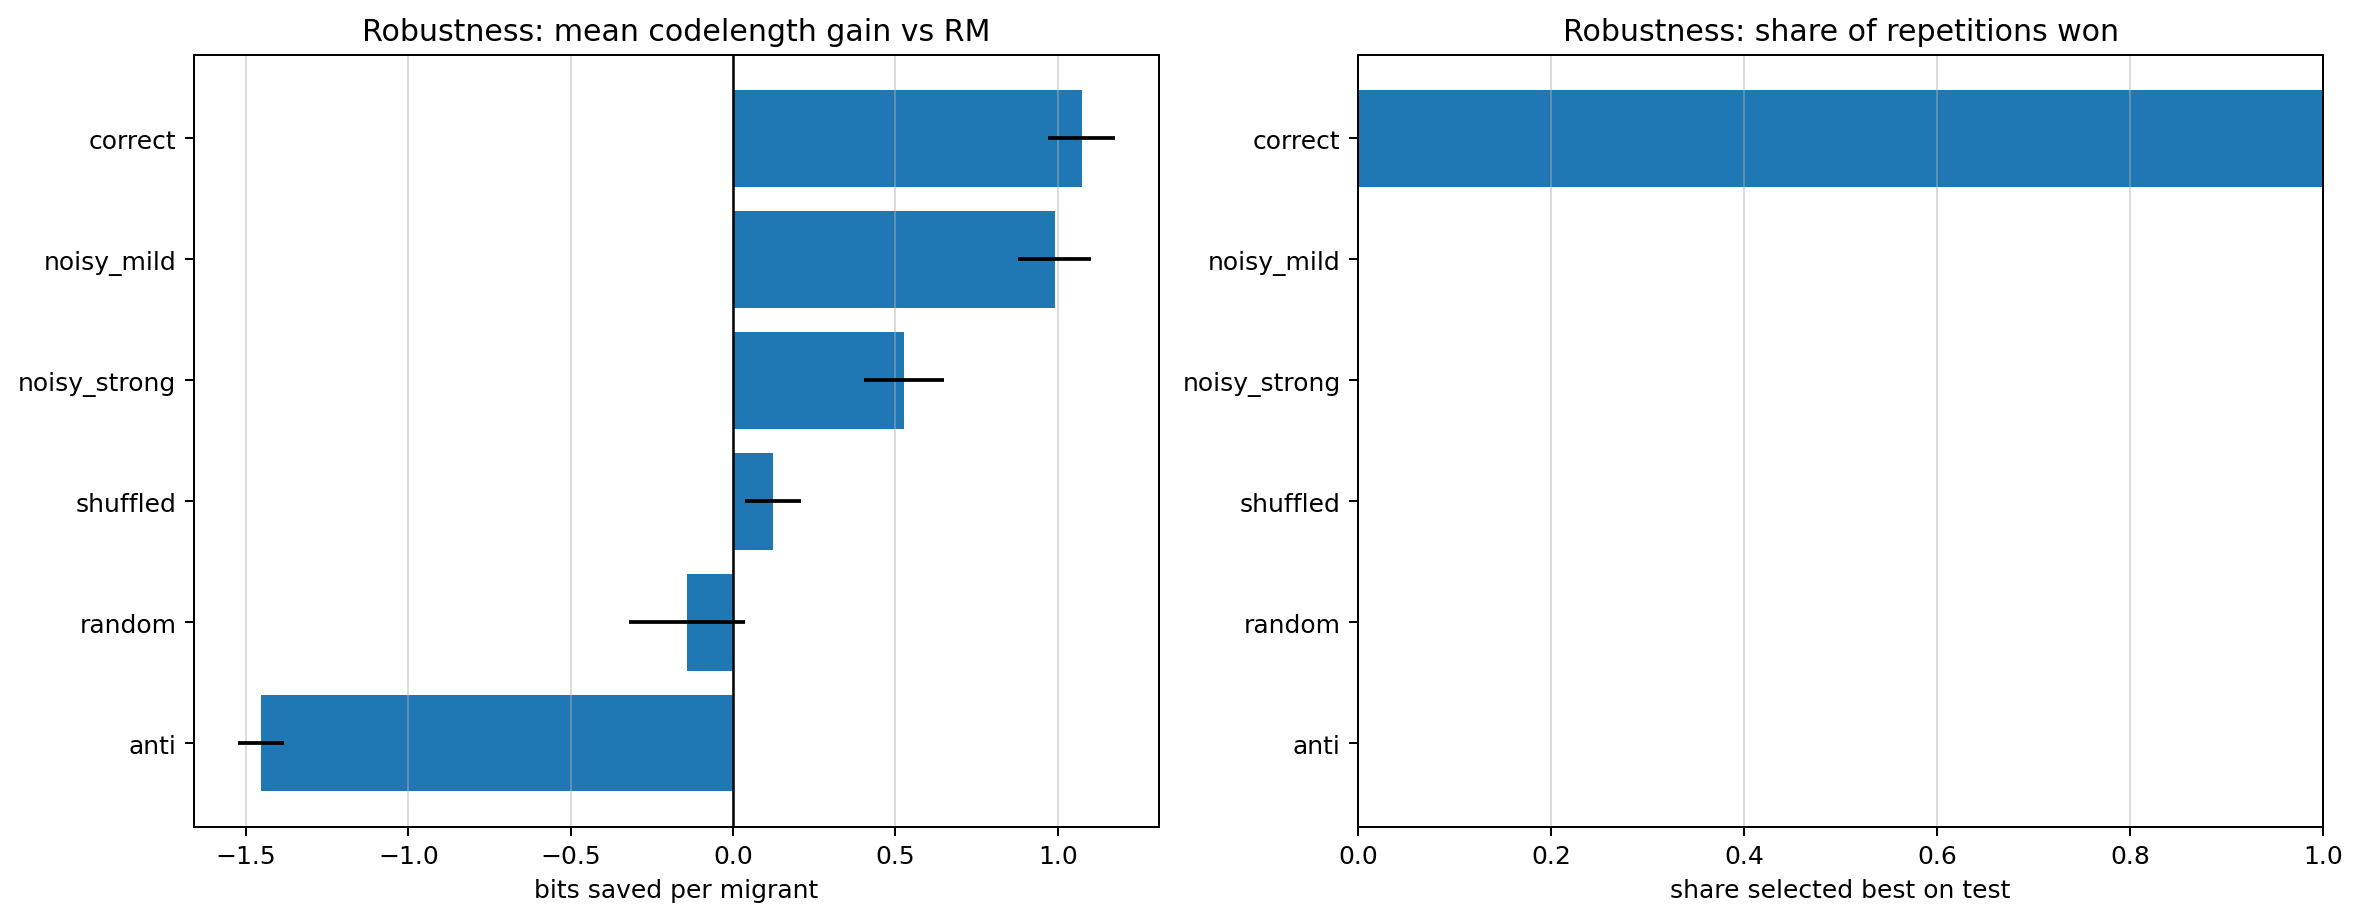 Robustness: mean codelength gain vs RM
correct
noisy_mild
noisy_strong
shuffled
random
anti
−1.5 −1.0 −0.5 0.0 0.5 1.0
bits saved per migrant
Robustness: share of repetitions won
correct
noisy_mild
noisy_strong
shuffled
random
anti
0.0 0.2 0.4 0.6 0.8 1.0
share selected best on test